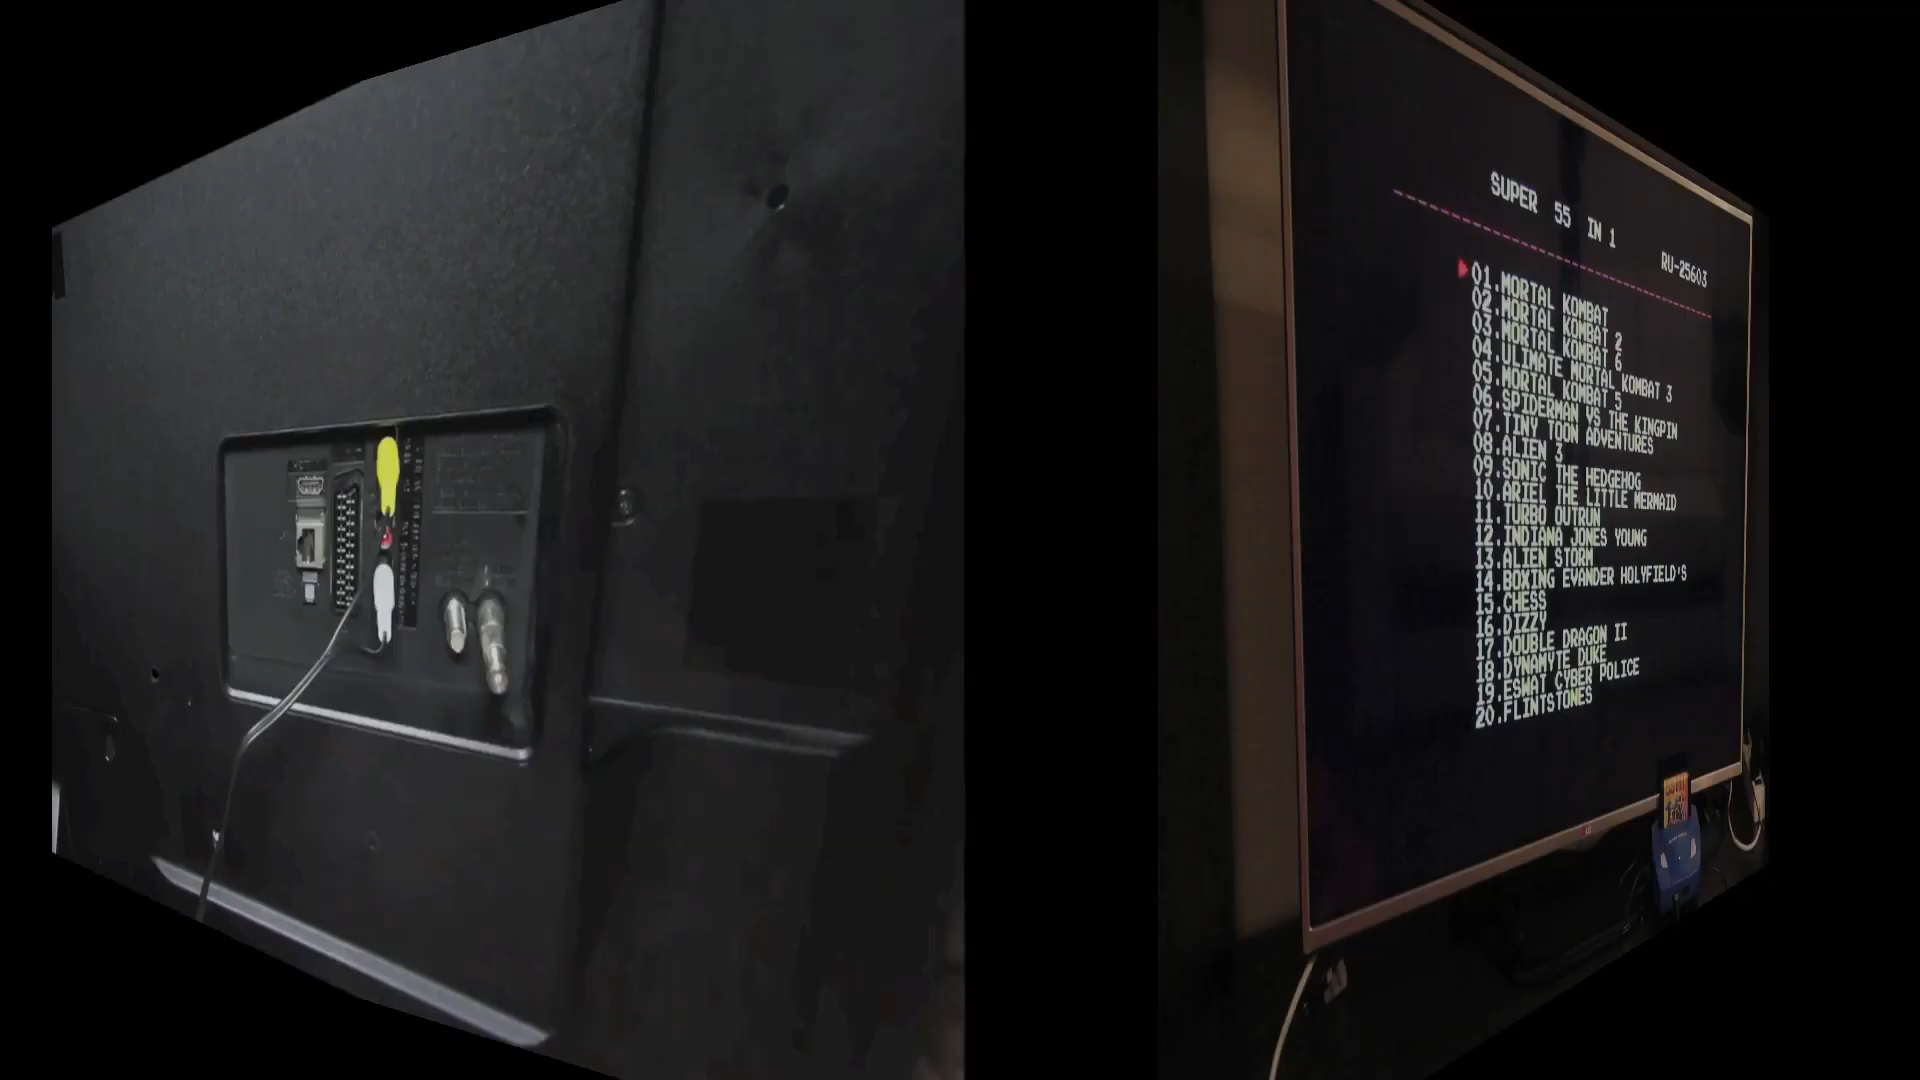 SUPER 55 IN 1
RU-25603
01.MORTAL KOMBAT
02.MORTAL KOMBAT 2
03.MORTAL KOMBAT 6
04.ULIMATE MORTAL KOMBAT 3
05.MORTAL KOMBAT 5
06.SPIDERMAN VS THE KINGPIN
07.TINY TOON ADVENTURES
08.ALIEN 3
09.SONIC THE HEDGEHOG
10.ARIEL THE LITTLE MERMAID
11.TURBO OUTRUN
12.INDIANA JONES YOUNG
13.ALIEN STORM
14.BOXING EVANDER HOLYFIELD'S
15.CHESS
16.DIZZY
17.DOUBLE DRAGON II
18.DYNAMYTE DUKE
19.ESWAT CYBER POLICE
20.FLINTSTONES